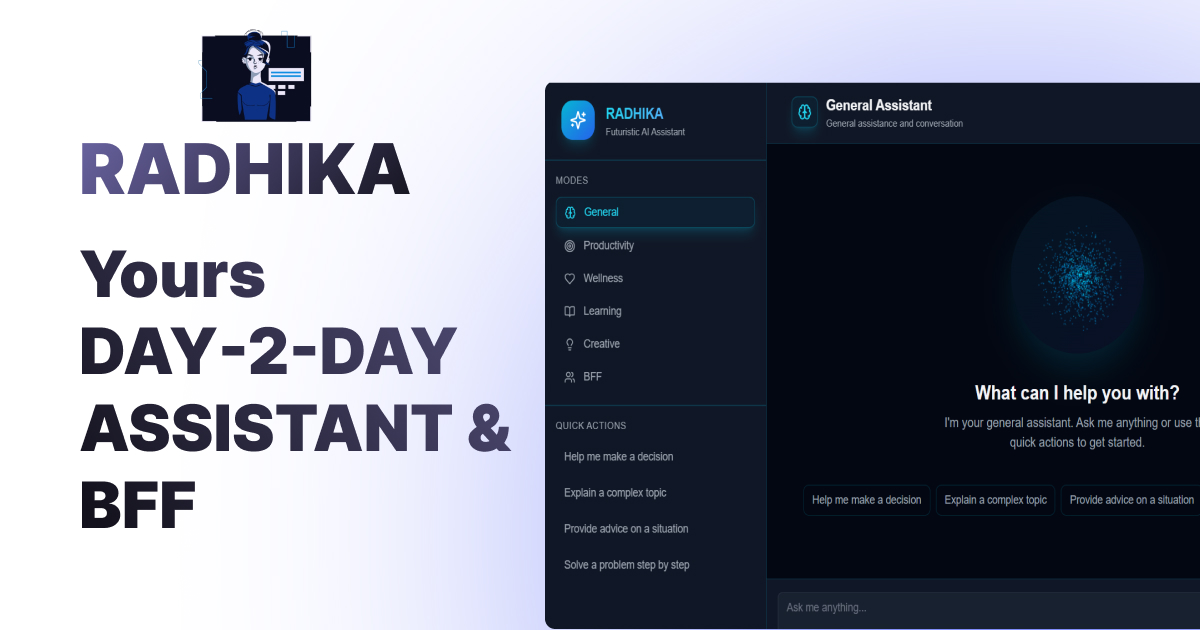 RADHIKA
Yours
DAY-2-DAY
ASSISTANT &
BFF
RADHIKA
Futuristic AI Assistant
MODES
General
Productivity
Wellness
Learning
Creative
BFF
QUICK ACTIONS
Help me make a decision
Explain a complex topic
Provide advice on a situation
Solve a problem step by step
General Assistant
General assistance and conversation
What can I help you with?
I'm your general assistant. Ask me anything or use
quick actions to get started.
Help me make a decision
Explain a complex topic
Provide advice on a situation
Ask me anything...